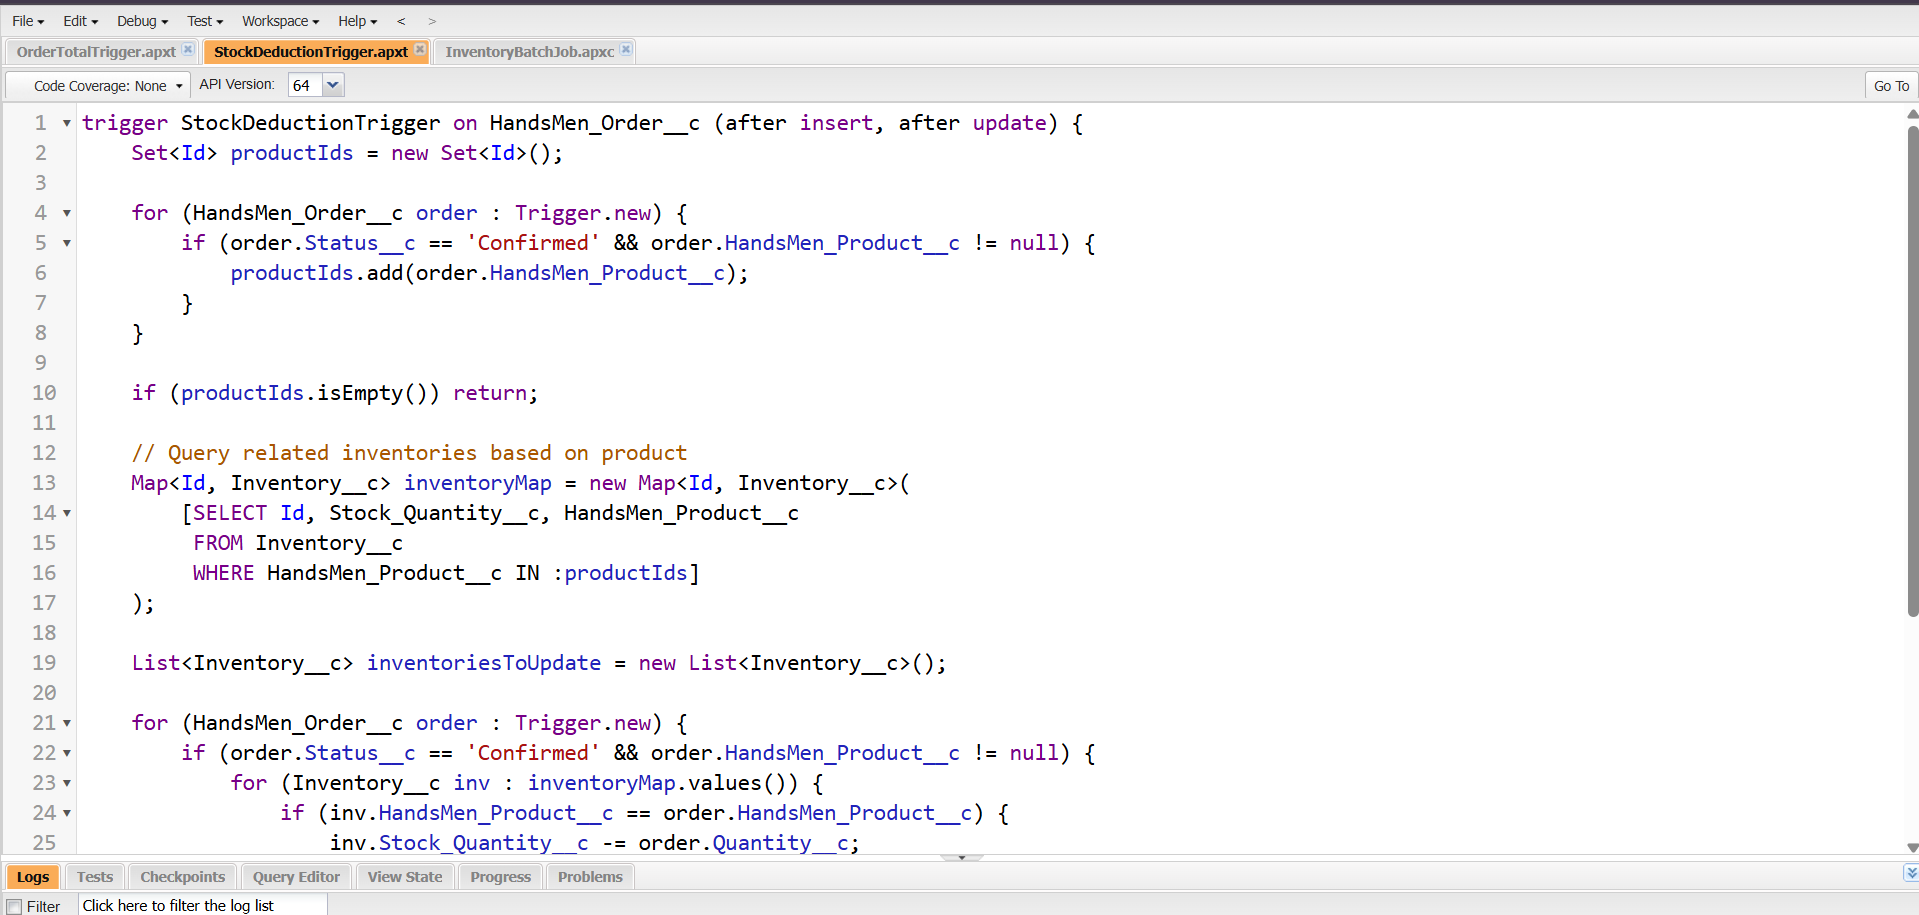 File Edit Debug Test Workspace Help < >
OrderTotalTrigger.apxt StockDeductionTrigger.apxt InventoryBatchJob.apxc
Code Coverage: None API Version: 64 Go To
1 trigger StockDeductionTrigger on HandsMen_Order__c (after insert, after update) {
2 Set<Id> productIds = new Set<Id>();
3
4 for (HandsMen_Order__c order : Trigger.new) {
5 if (order.Status__c == 'Confirmed' && order.HandsMen_Product__c != null) {
6 productIds.add(order.HandsMen_Product__c);
7 }
8 }
9
10 if (productIds.isEmpty()) return;
11
12 // Query related inventories based on product
13 Map<Id, Inventory__c> inventoryMap = new Map<Id, Inventory__c>(
14 [SELECT Id, Stock_Quantity__c, HandsMen_Product__c
15 FROM Inventory__c
16 WHERE HandsMen_Product__c IN :productIds]
17 );
18
19 List<Inventory__c> inventoriesToUpdate = new List<Inventory__c>();
20
21 for (HandsMen_Order__c order : Trigger.new) {
22 if (order.Status__c == 'Confirmed' && order.HandsMen_Product__c != null) {
23 for (Inventory__c inv : inventoryMap.values()) {
24 if (inv.HandsMen_Product__c == order.HandsMen_Product__c) {
25 inv.Stock_Quantity__c -= order.Quantity__c;
Logs Tests Checkpoints Query Editor View State Progress Problems
Filter Click here to filter the log list